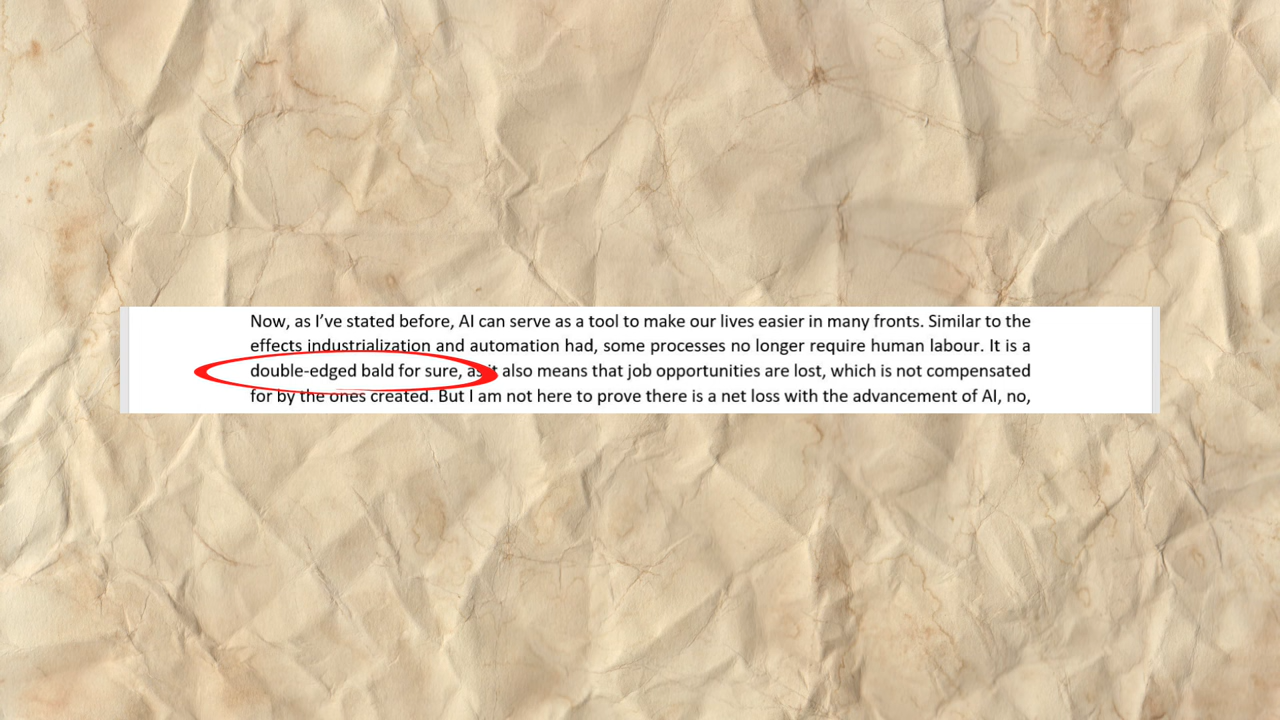 Now, as I’ve stated before, AI can serve as a tool to make our lives easier in many fronts. Similar to the
effects industrialization and automation had, some processes no longer require human labour. It is a
double-edged bald for sure, as it also means that job opportunities are lost, which is not compensated
for by the ones created. But I am not here to prove there is a net loss with the advancement of AI, no,